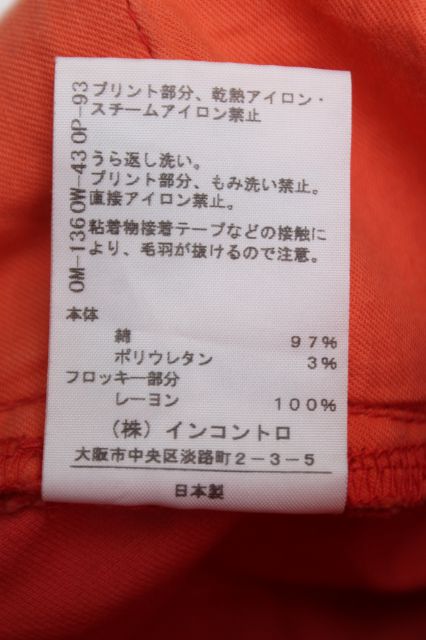 プリント部分、乾熱アイロン・
スチームアイロン禁止
うら返し洗い。
プリント部分、もみ洗い禁止。
直接アイロン禁止。
粘着物接着テープなどの接触に
より、毛羽が抜けるので注意。
OM-136 OW-43 OP-93
本体
綿 97%
ポリウレタン 3%
フロッキー部分
レーヨン 100%
(株) インコントロ
大阪市中央区淡路町2-3-5
日本製